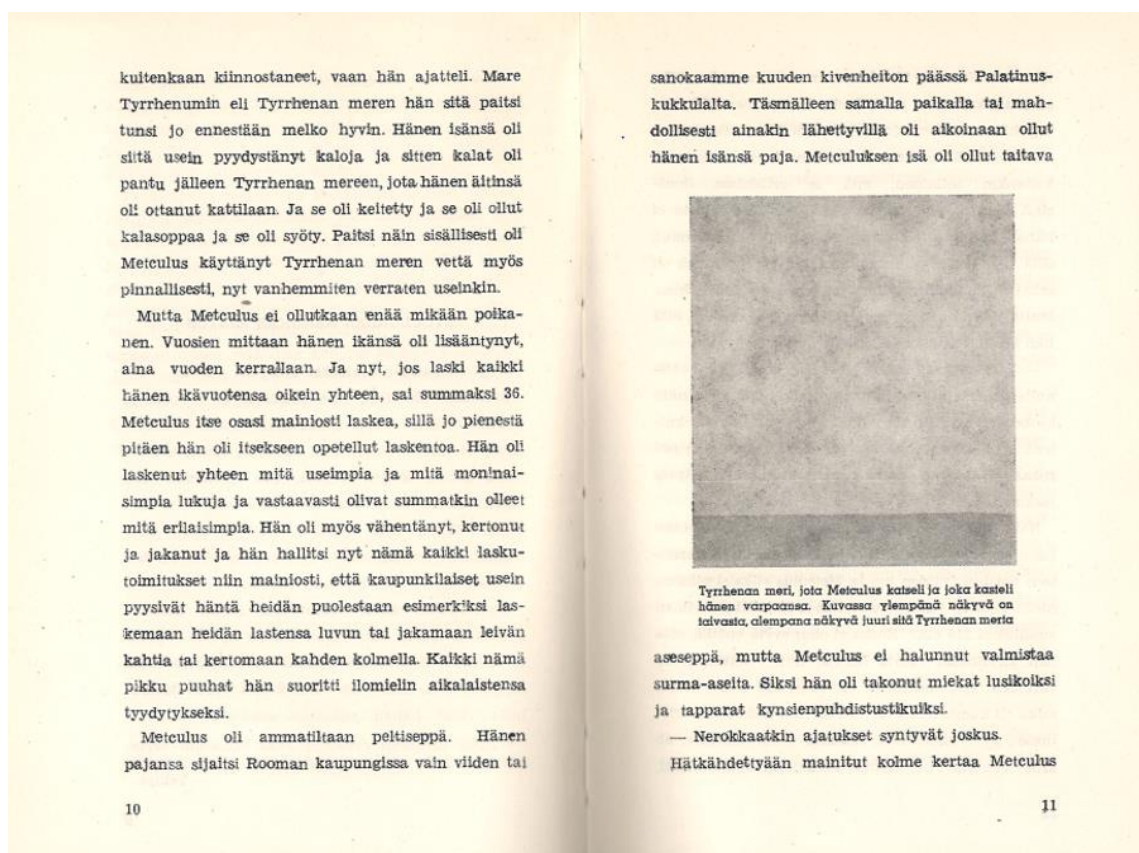 kuitenkaan kiinnostaneet, vaan hän ajatteli. Mare
Tyrrhenumin eli Tyrrhenan meren hän sitä paitsi
tunsi jo ennestään melko hyvin. Hänen isänsä oli
siitä usein pyydystänyt kaloja ja sitten kalat oli
pantu jälleen Tyrrhenan mereen, jota hänen äitinsä
oli ottanut kattilaan. Ja se oli keitetty ja se oli ollut
kalasoppaa ja se oli syöty. Paitsi näin sisällisesti oli
Metculus käyttänyt Tyrrhenan meren vettä myös
pinnallisesti, nyt vanhemmiten verraten useinkin.
Mutta Metculus ei ollutkaan enää mikään poika-
nen. Vuosien mittaan hänen ikänsä oli lisääntynyt,
aina vuoden kerrallaan. Ja nyt, jos laski kaikki
hänen ikävuotensa oikein yhteen, sai summaksi 36.
Metculus itse osasi mainiosti laskea, sillä jo pienestä
pitäen hän oli itsekseen opetellut laskentoa. Hän oli
laskenut yhteen mitä useimpia ja mitä moninai-
simpia lukuja ja vastaavasti olivat summatkin olleet
mitä erilaisimpia. Hän oli myös vähentänyt, kertonut
ja jakanut ja hän hallitsi nyt nämä kaikki lasku-
toimitukset niin mainiosti, että kaupunkilaiset usein
pyysivät häntä heidän puolestaan esimerkiksi las-
kemaan heidän lastensa luvun tai jakamaan leivän
kahtia tai kertomaan kahden kolmella. Kaikki nämä
pikku puuhat hän suoritti ilomielin aikalaistensa
tyydytykseksi.
Metculus oli ammatiltaan peltiseppä. Hänen
pajansa sijaitsi Rooman kaupungissa vain viiden tai
10
sanokaamme kuuden kivenheiton päässä Palatinus-
kukkulalta. Täsmälleen samalla paikalla tai mah-
dollisesti ainakin lähettyvillä oli aikoinaan ollut
hänen isänsä paja. Metculuksen isä oli ollut taitava
Tyrrhenan meri, jota Metculus katseli ja joka kasteli
hänen varpaansa. Kuvassa ylempänä näkyvä on
taivasta, alempana näkyvä juuri sitä Tyrrhenan merta
aseseppä, mutta Metculus ei halunnut valmistaa
surma-aseita. Siksi hän oli takonut miekat lusikoiksi
ja tapparat kynsienpuhdistustikuiksi.
— Nerokkaatkin ajatukset syntyvät joskus.
Hätkähdettyään mainitut kolme kertaa Metculus
11